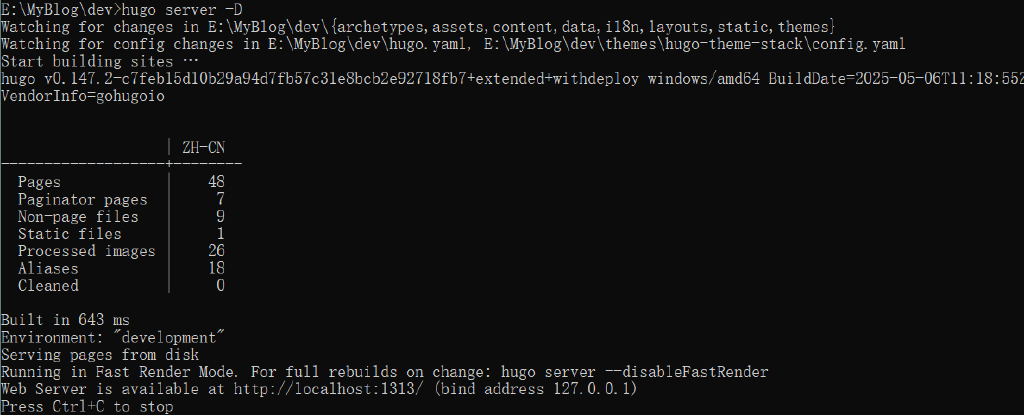 E:\MyBlog\dev>hugo server -D
Watching for changes in E:\MyBlog\dev\{archetypes,assets,content,data,i18n,layouts,static,themes}
Watching for config changes in E:\MyBlog\dev\hugo.yaml, E:\MyBlog\dev\themes\hugo-theme-stack\config.yaml
Start building sites …
hugo v0.147.2-c7feb15d10b29a94d7fb57c31e8bcb2e92718fb7+extended+withdeploy windows/amd64 BuildDate=2025-05-06T11:18:55Z
VendorInfo=gohugoio
| ZH-CN
-------------------+--------
Pages | 48
Paginator pages | 7
Non-page files | 9
Static files | 1
Processed images | 26
Aliases | 18
Cleaned | 0
Built in 643 ms
Environment: "development"
Serving pages from disk
Running in Fast Render Mode. For full rebuilds on change: hugo server --disableFastRender
Web Server is available at http://localhost:1313/ (bind address 127.0.0.1)
Press Ctrl+C to stop